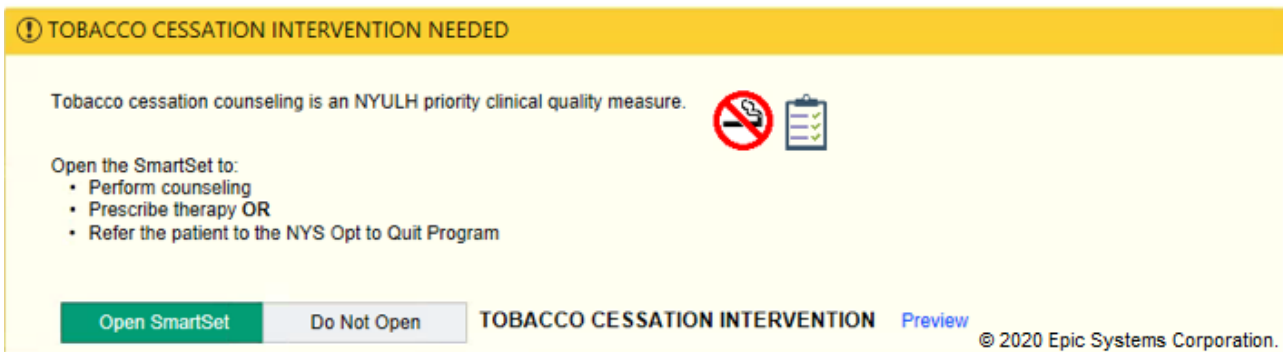 TOBACCO CESSATION INTERVENTION NEEDED
Tobacco cessation counseling is an NYULH priority clinical quality measure.
Open the SmartSet to:
• Perform counseling
• Prescribe therapy OR
• Refer the patient to the NYS Opt to Quit Program
Open SmartSet Do Not Open TOBACCO CESSATION INTERVENTION Preview
© 2020 Epic Systems Corporation.